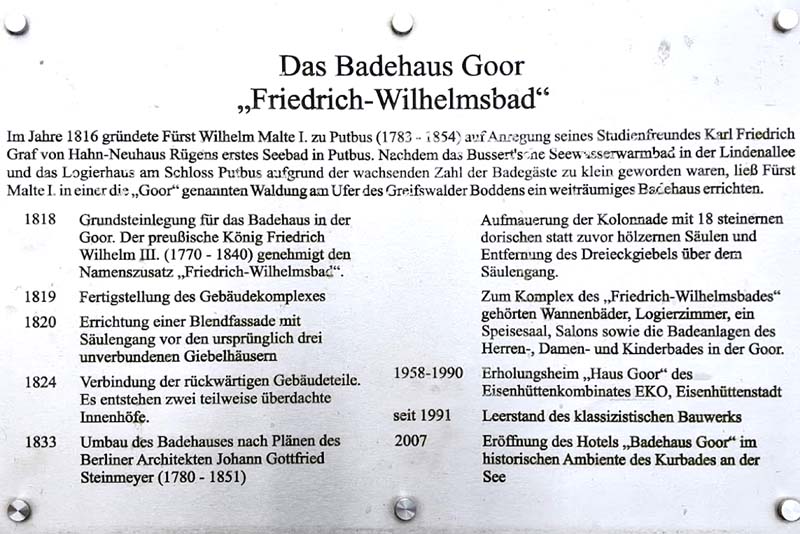 Das Badehaus Goor
„Friedrich-Wilhelmsbad“
Im Jahre 1816 gründete Fürst Wilhelm Malte I. zu Putbus (1783 - 1854) auf Anregung seines Studienfreundes Karl Friedrich
Graf von Hahn-Neuhaus Rügens erstes Seebad in Putbus. Nachdem das Bussert'sche Seewasserwarmbad in der Lindenallee
und das Logierhaus am Schloss Putbus aufgrund der wachsenden Zahl der Badegäste zu klein geworden waren, ließ Fürst
Malte I. in einer die „Goor“ genannten Waldung am Ufer des Greifswalder Boddens ein weiträumiges Badehaus errichten.
1818 Grundsteinlegung für das Badehaus in der
Goor. Der preußische König Friedrich
Wilhelm III. (1770 - 1840) genehmigt den
Namenszusatz „Friedrich-Wilhelmsbad“.
1819 Fertigstellung des Gebäudekomplexes
1820 Errichtung einer Blendfassade mit
Säulengang vor den ursprünglich drei
unverbundenen Giebelhäusern
1824 Verbindung der rückwärtigen Gebäudeteile.
Es entstehen zwei teilweise überdachte
Innenhöfe.
1833 Umbau des Badehauses nach Plänen des
Berliner Architekten Johann Gottfried
Steinmeyer (1780 - 1851)
Aufmauerung der Kolonnade mit 18 steinernen
dorischen statt zuvor hölzernen Säulen und
Entfernung des Dreieckgiebels über dem
Säulengang.
Zum Komplex des „Friedrich-Wilhelmsbades“
gehörten Wannenbäder, Logierzimmer, ein
Speisesaal, Salons sowie die Badeanlagen des
Herren-, Damen- und Kinderbades in der Goor.
1958-1990 Erholungsheim „Haus Goor“ des
Eisenhüttenkombinates EKO, Eisenhüttenstadt
seit 1991 Leerstand des klassizistischen Bauwerks
2007 Eröffnung des Hotels „Badehaus Goor“ im
historischen Ambiente des Kurbades an der
See